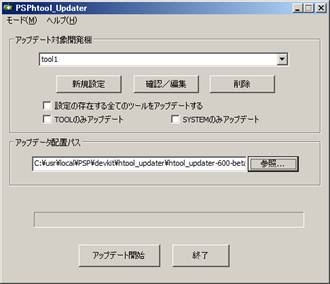 PSPhtool_Updater
モード(M) ヘルプ(H)
アップデート対象開発機
tool1
新規設定 確認／編集 削除
設定の存在する全てのツールをアップデートする
TOOLのみアップデート SYSTEMのみアップデート
アップデータ配置パス
C:¥usr¥local¥PSP¥devkit¥htool_updater¥htool_updater-600-beta 参照...
アップデート開始 終了